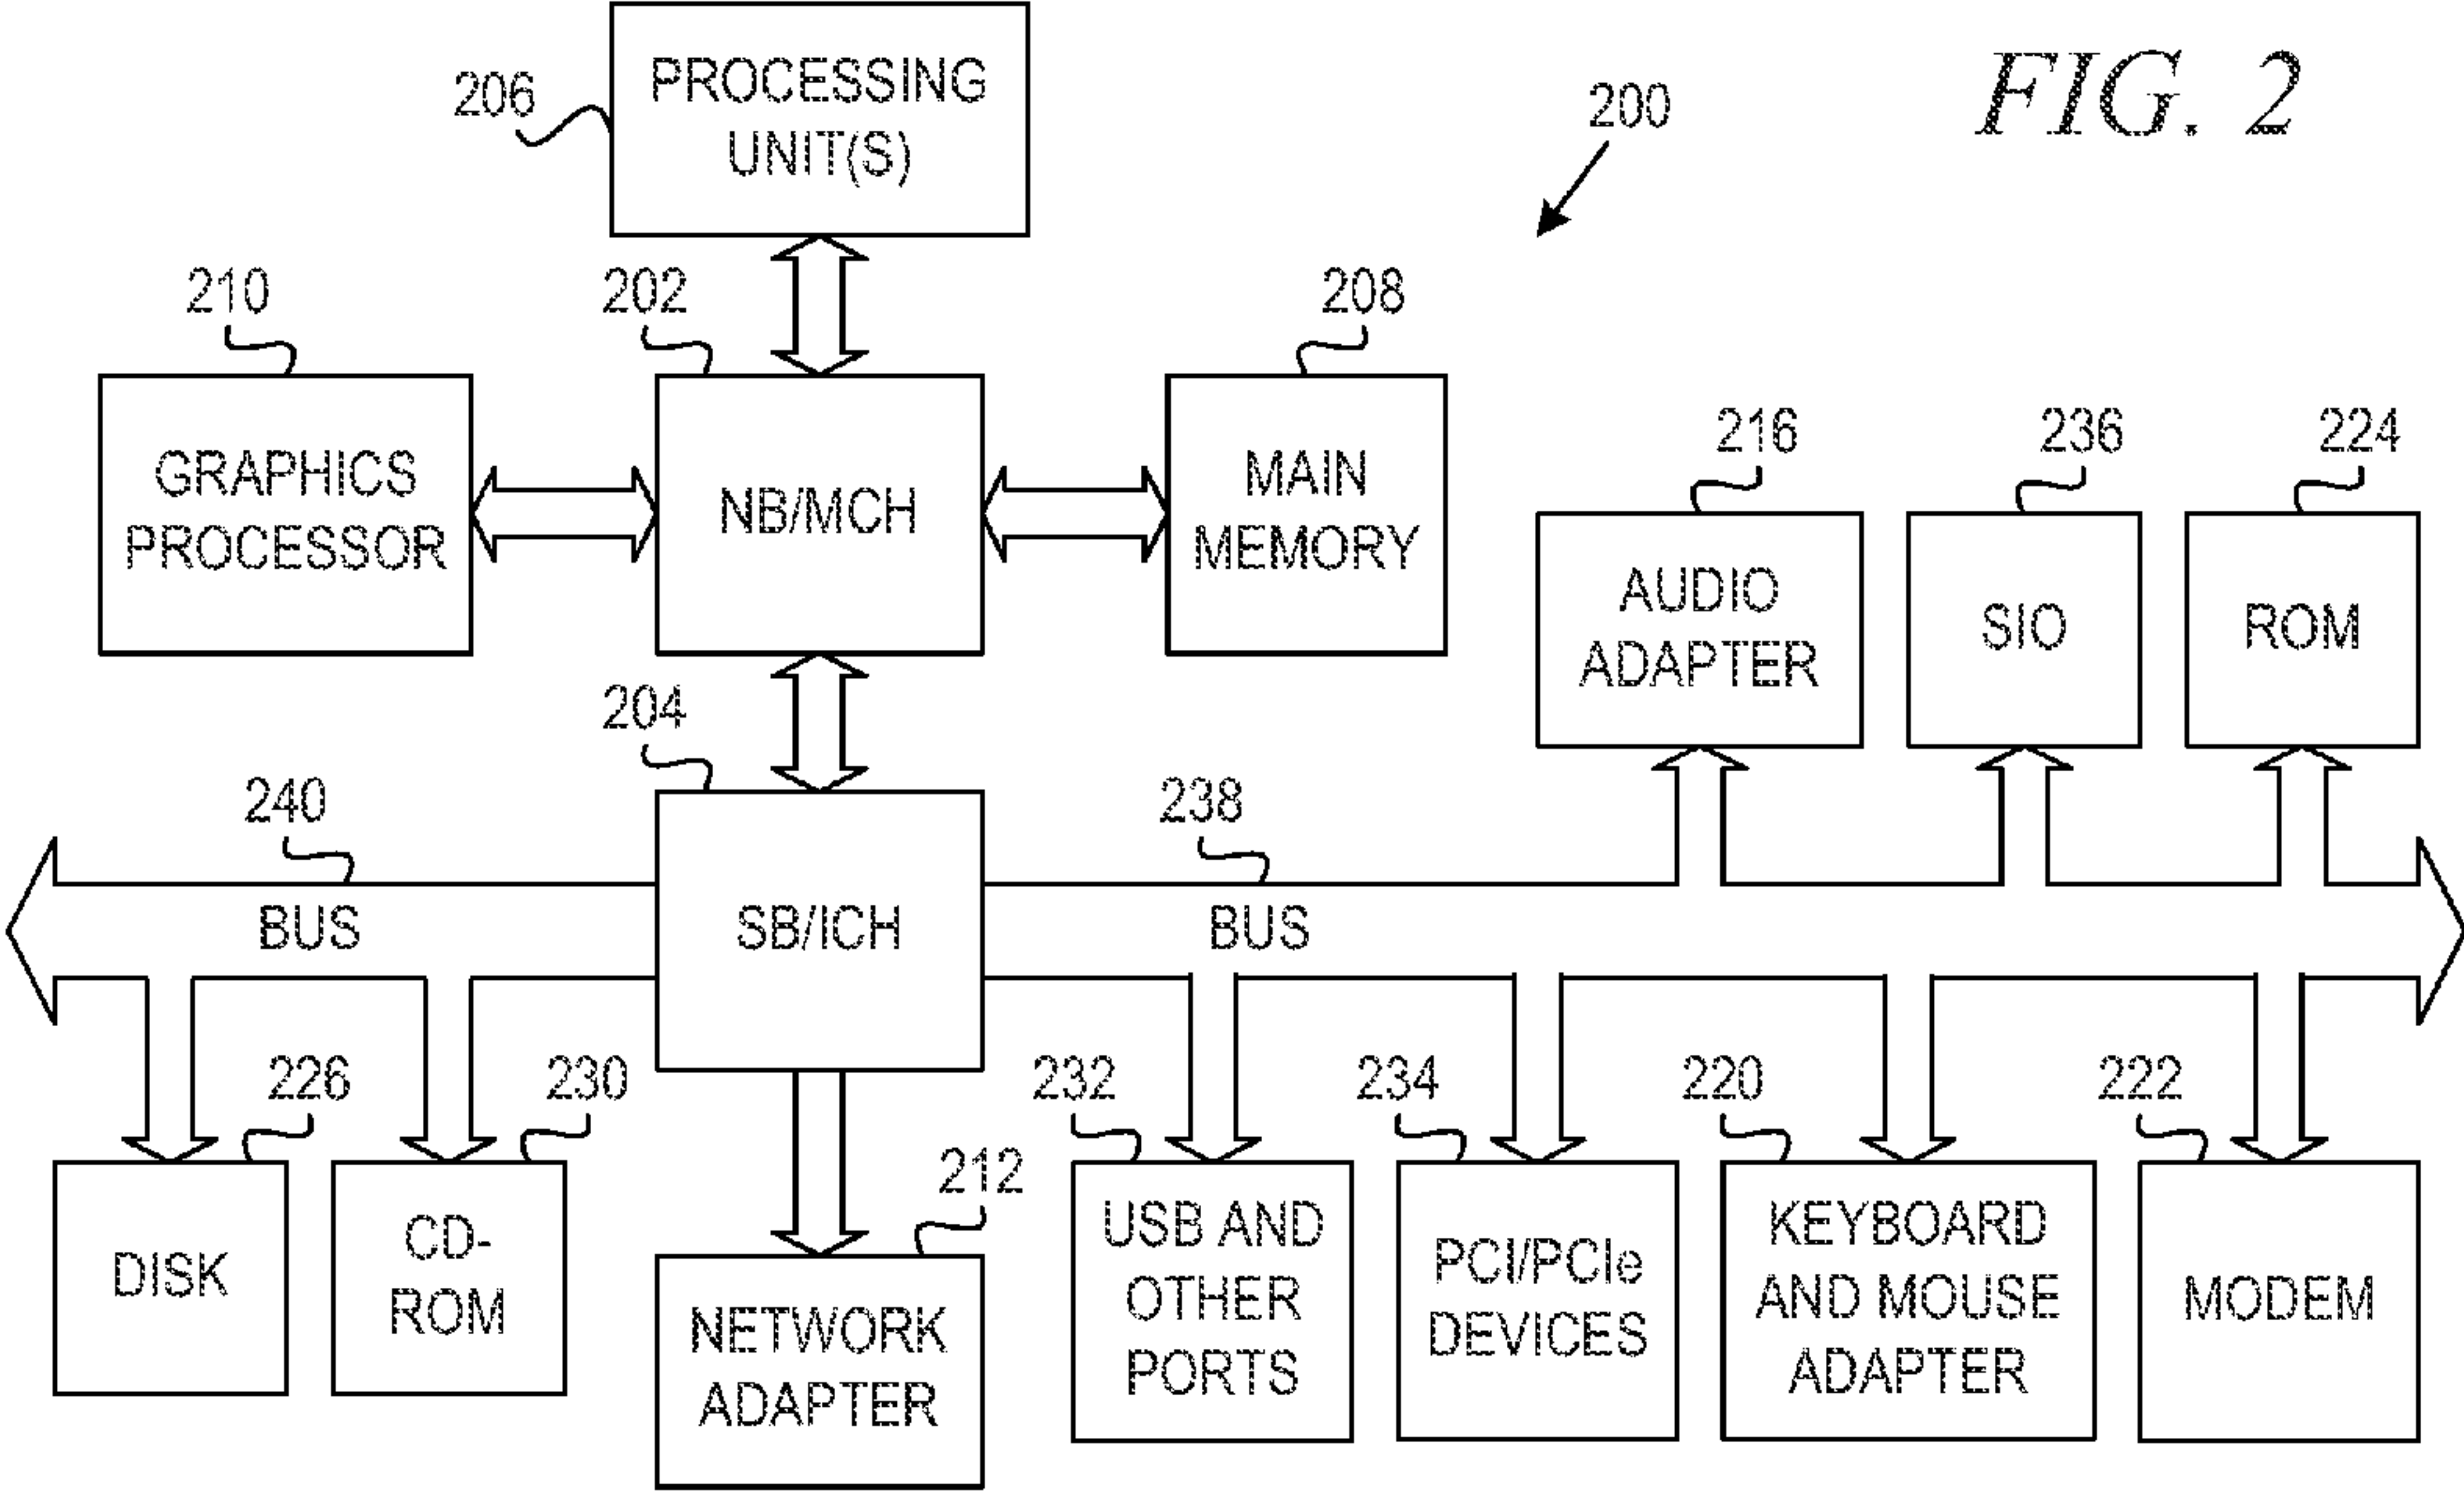 FIG. 2
200
206
PROCESSING
UNIT(S)
210
202
208
GRAPHICS
PROCESSOR
NB/MCH
MAIN
MEMORY
216
236
224
AUDIO
ADAPTER
SIO
ROM
204
240
238
BUS
SB/ICH
BUS
226
230
212
232
234
220
222
DISK
CD-
ROM
NETWORK
ADAPTER
USB AND
OTHER
PORTS
PCI/PCIe
DEVICES
KEYBOARD
AND MOUSE
ADAPTER
MODEM